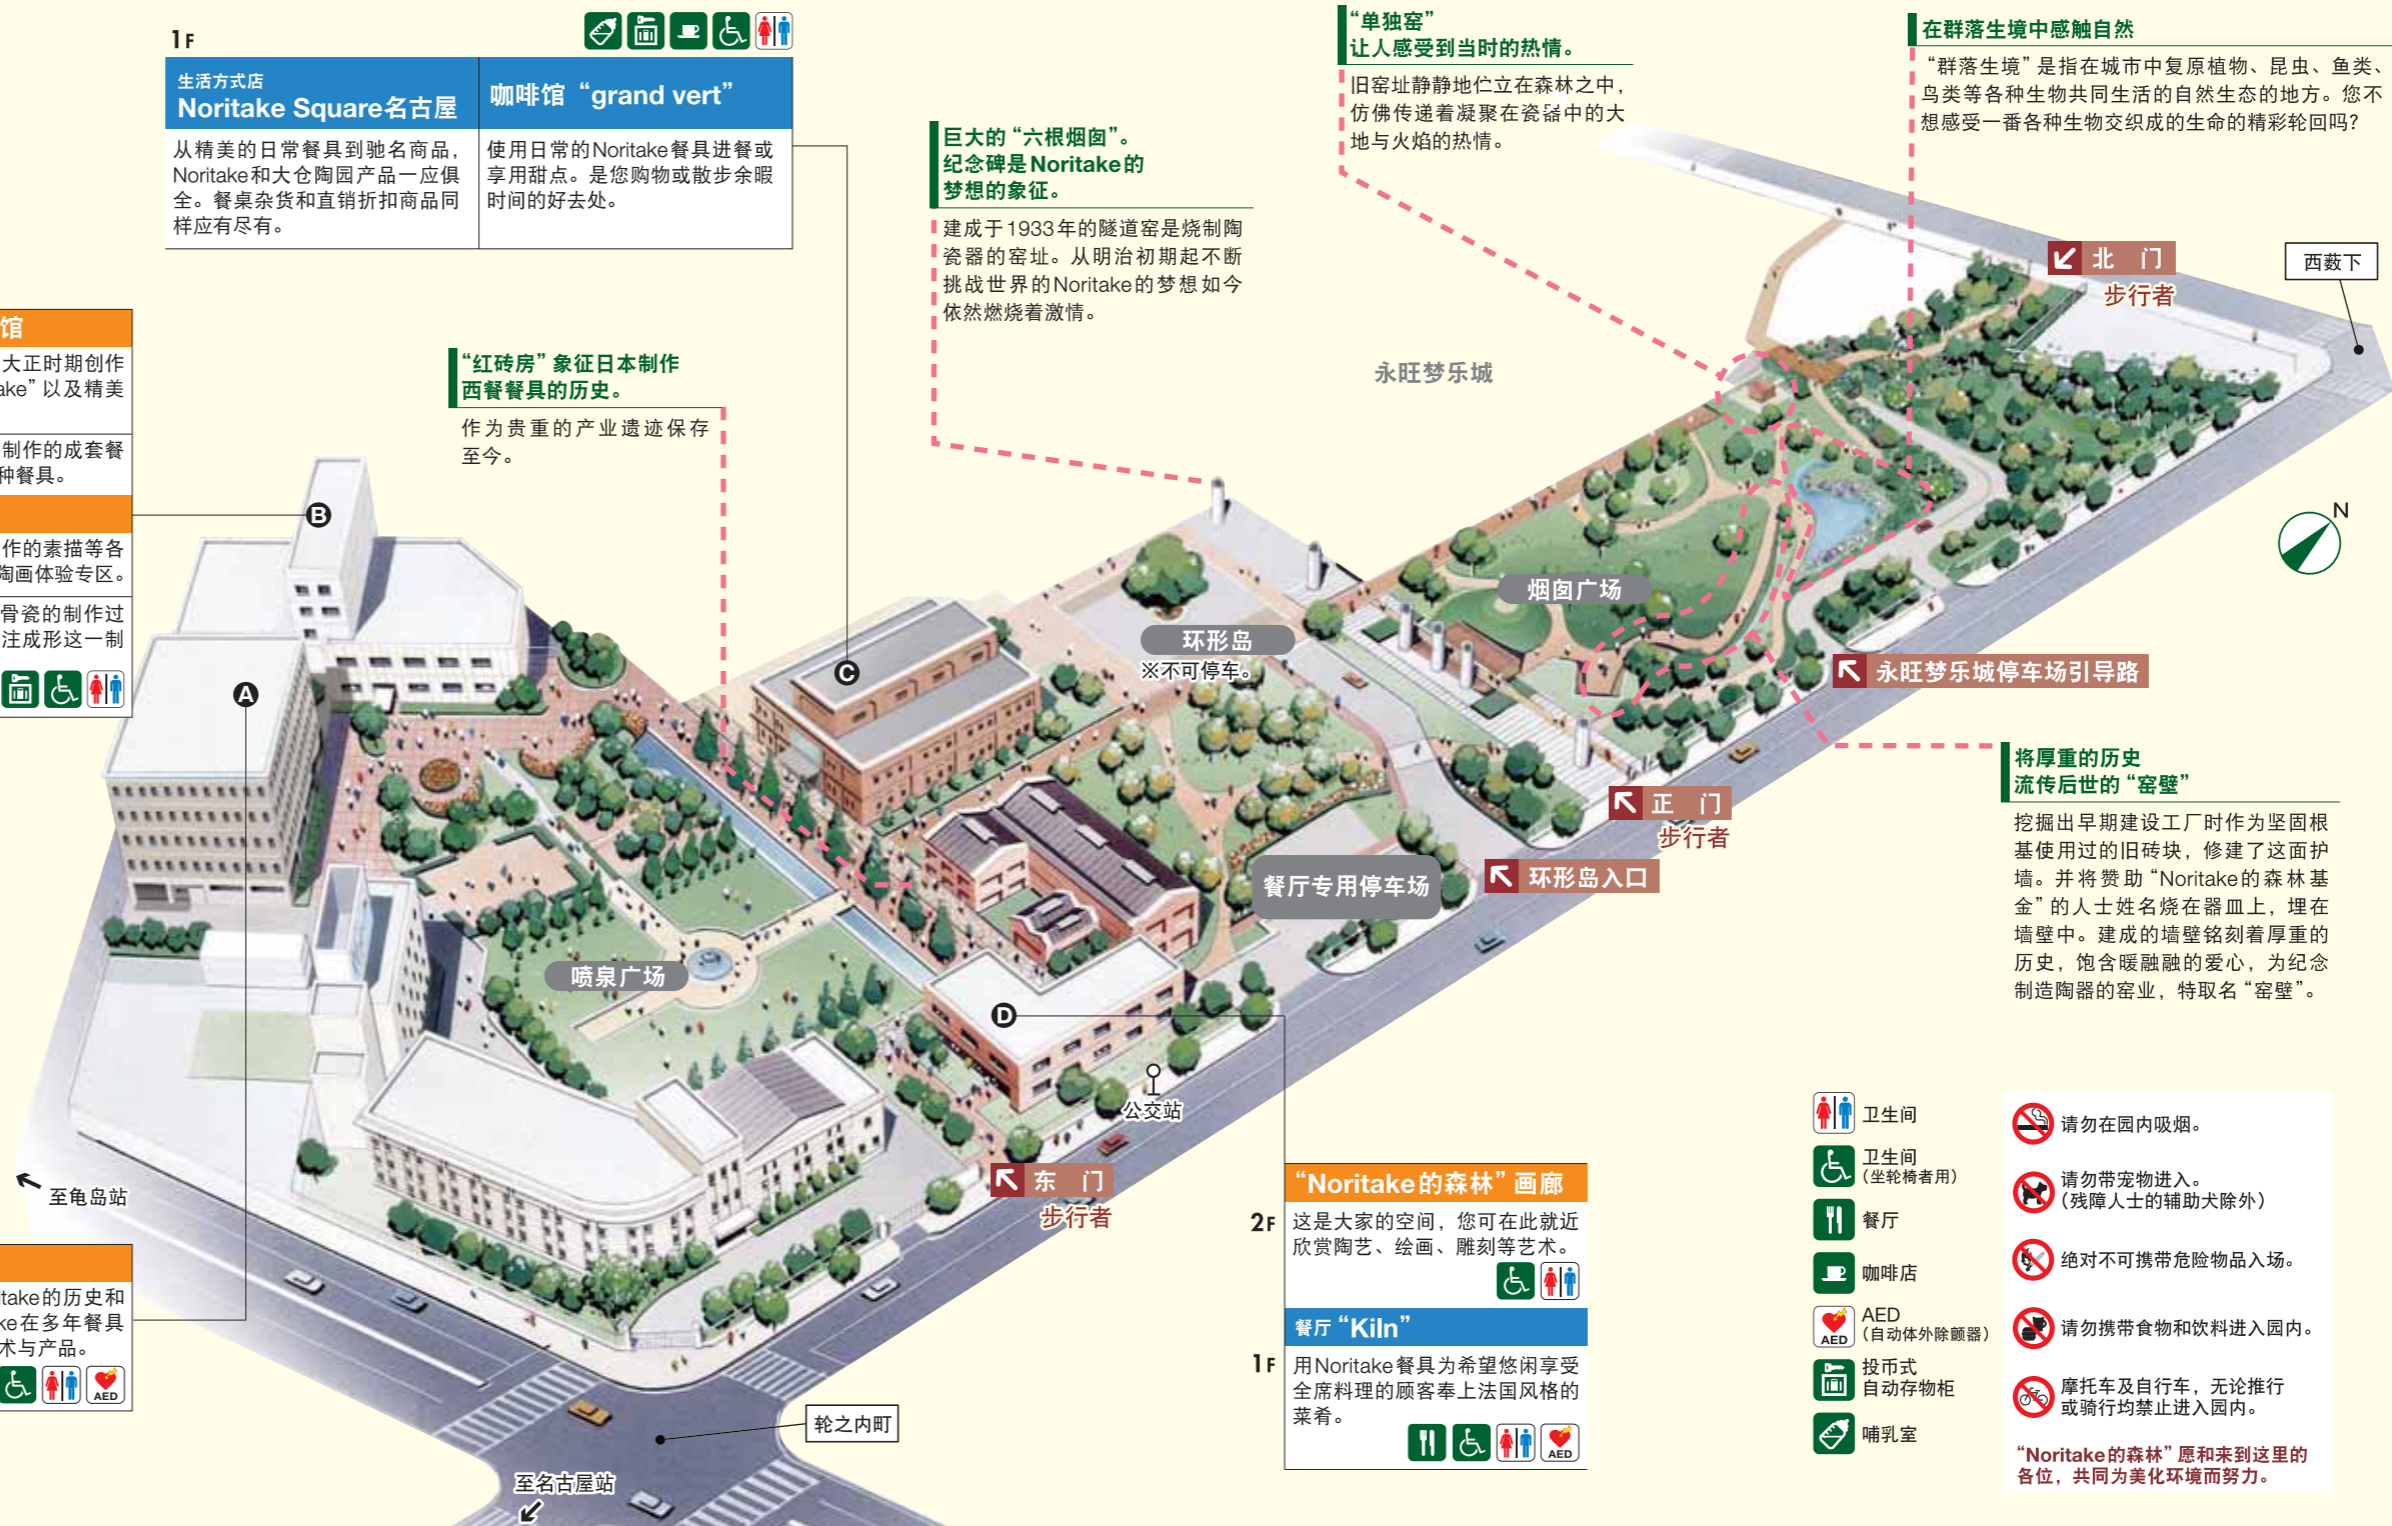 1F
生活方式店
Noritake Square名古屋
从精美的日常餐具到驰名商品，
Noritake和大仓陶园产品一应俱
全。餐桌杂货和直销折扣商品同
样应有尽有。
咖啡馆“grand vert”
使用日常的Noritake餐具进餐或
享用甜点。是您购物或散步余暇
时间的好去处。
馆
大正时期创作
ake”以及精美
制作的成套餐
种餐具。
作的素描等各
陶画体验专区。
骨瓷的制作过
注成形这一制
“红砖房”象征日本制作
西餐餐具的历史。
作为贵重的产业遗迹保存
至今。
巨大的“六根烟囱”。
纪念碑是Noritake的
梦想的象征。
建成于1933年的隧道窑是烧制陶
瓷器的窑址。从明治初期起不断
挑战世界的Noritake的梦想如今
依然燃烧着激情。
“单独窑”
让人感受到当时的热情。
旧窑址静静地伫立在森林之中，
仿佛传递着凝聚在瓷器中的大
地与火焰的热情。
在群落生境中感触自然
“群落生境”是指在城市中复原植物、昆虫、鱼类、
鸟类等各种生物共同生活的自然生态的地方。您不
想感受一番各种生物交织成的生命的精彩轮回吗？
北 门
步行者
西薮下
永旺梦乐城
N
B
A
C
D
烟囱广场
环形岛
※不可停车。
永旺梦乐城停车场引导路
正 门
步行者
环形岛入口
餐厅专用停车场
喷泉广场
公交站
东 门
步行者
至龟岛站
轮之内町
至名古屋站
将厚重的历史
流传后世的“窑壁”
挖掘出早期建设工厂时作为坚固根
基使用过的旧砖块，修建了这面护
墙。并将赞助“Noritake的森林基
金”的人士姓名烧在器皿上，埋在
墙壁中。建成的墙壁铭刻着厚重的
历史，饱含暖融融的爱心，为纪念
制造陶器的窑业，特取名“窑壁”。
itake的历史和
ke在多年餐具
术与产品。
AED
“Noritake的森林”画廊
2F
这是大家的空间，您可在此就近
欣赏陶艺、绘画、雕刻等艺术。
餐厅“Kiln”
1F
用Noritake餐具为希望悠闲享受
全席料理的顾客奉上法国风格的
菜肴。
AED
卫生间
卫生间
（坐轮椅者用）
餐厅
咖啡店
AED
AED
（自动体外除颤器）
投币式
自动存物柜
哺乳室
请勿在园内吸烟。
请勿带宠物进入。
（残障人士的辅助犬除外）
绝对不可携带危险物品入场。
请勿携带食物和饮料进入园内。
摩托车及自行车，无论推行
或骑行均禁止进入园内。
“Noritake的森林”愿和来到这里的
各位，共同为美化环境而努力。